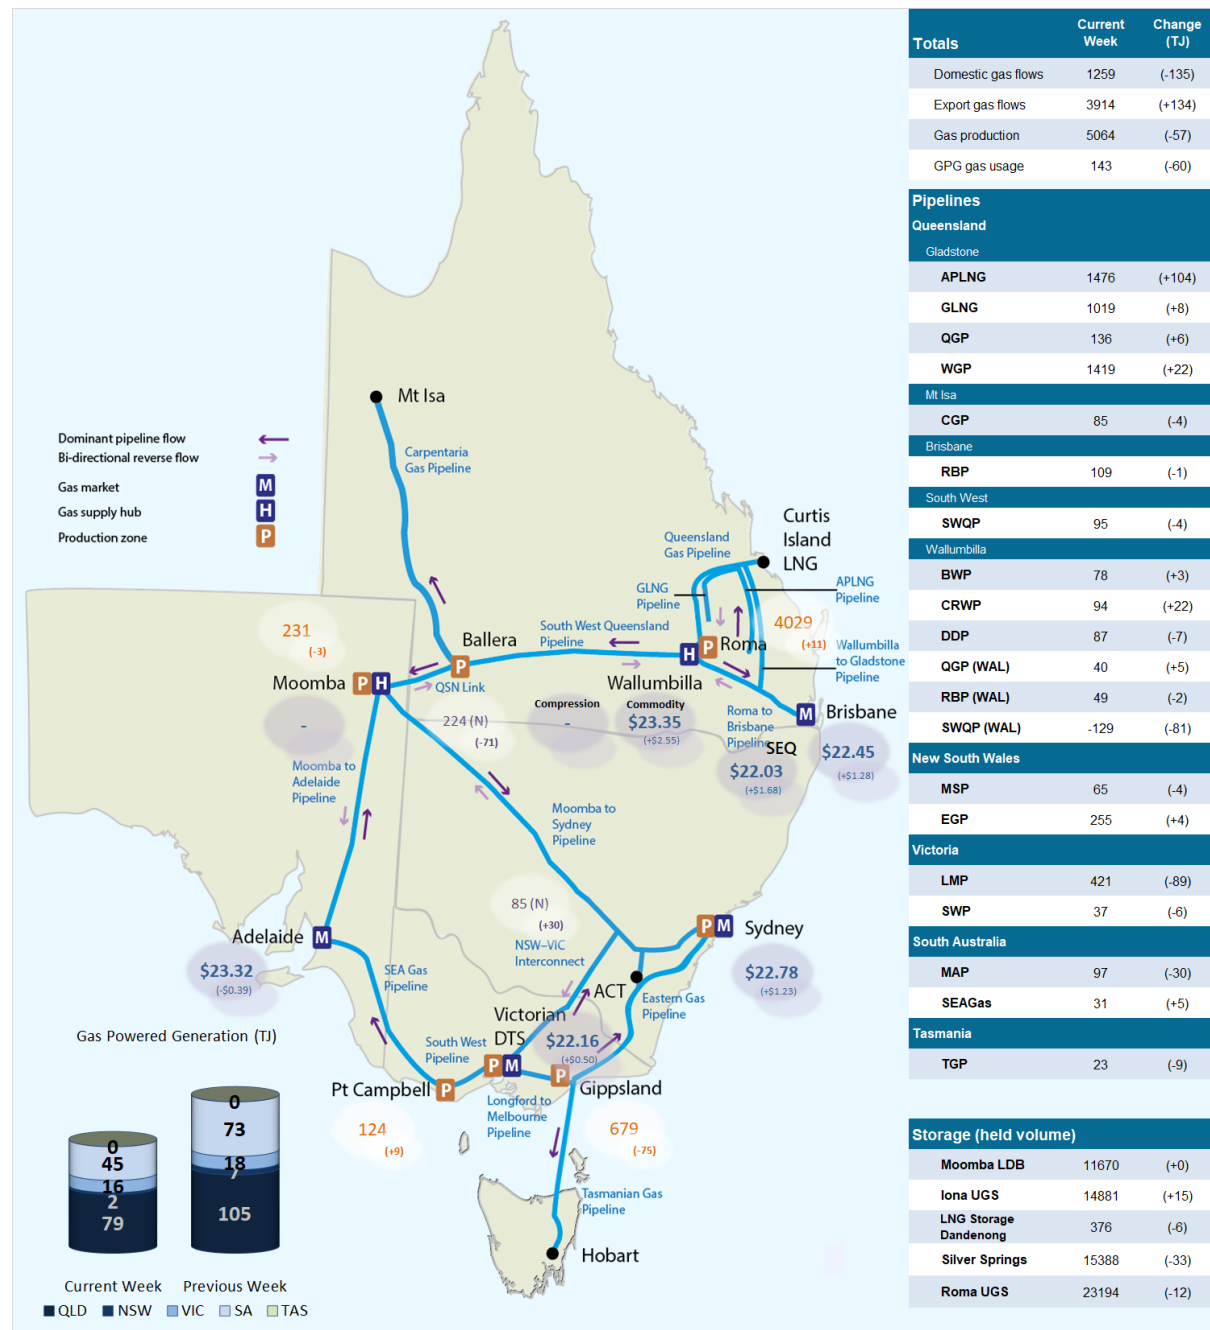 Mt Isa
Dominant pipeline flow
Bi-directional reverse flow
Gas market M
Gas supply hub H
Production zone P
Carpentaria
Gas Pipeline
Curtis
Island
LNG
Queensland
Gas Pipeline
GLNG
Pipeline
APLNG
Pipeline
231
(-3)
4029
(+11)
South West Queensland
Pipeline
Ballera
P
H P Roma
Wallumbilla
to Gladstone
Pipeline
Moomba P H
QSN Link
Wallumbilla
-
224 (N)
(-71)
Compression
-
Commodity
$23.35
(+$2.55)
Roma to
Brisbane
Pipeline
M Brisbane
SEQ
$22.03
(+$1.68)
$22.45
(+$1.28)
Moomba to
Adelaide
Pipeline
Moomba to
Sydney
Pipeline
85 (N)
(+30)
NSW–VIC
Interconnect
P M Sydney
$22.78
(+$1.23)
Adelaide M
$23.32
(-$0.39)
SEA Gas
Pipeline
ACT
Eastern Gas
Pipeline
Victorian
DTS
$22.16
(+$0.50)
South West
Pipeline
P M
P
Gippsland
Pt Campbell P
Longford to
Melbourne
Pipeline
124
(+9)
679
(-75)
Tasmanian Gas
Pipeline
Hobart
Gas Powered Generation (TJ)
0
45
16
2
79
0
73
18
7
105
Current Week Previous Week
QLD NSW VIC SA TAS
Totals Current Week Change (TJ)
Domestic gas flows 1259 (-135)
Export gas flows 3914 (+134)
Gas production 5064 (-57)
GPG gas usage 143 (-60)
Pipelines
Queensland
Gladstone
APLNG 1476 (+104)
GLNG 1019 (+8)
QGP 136 (+6)
WGP 1419 (+22)
Mt Isa
CGP 85 (-4)
Brisbane
RBP 109 (-1)
South West
SWQP 95 (-4)
Wallumbilla
BWP 78 (+3)
CRWP 94 (+22)
DDP 87 (-7)
QGP (WAL) 40 (+5)
RBP (WAL) 49 (-2)
SWQP (WAL) -129 (-81)
New South Wales
MSP 65 (-4)
EGP 255 (+4)
Victoria
LMP 421 (-89)
SWP 37 (-6)
South Australia
MAP 97 (-30)
SEAGas 31 (+5)
Tasmania
TGP 23 (-9)
Storage (held volume)
Moomba LDB 11670 (+0)
Iona UGS 14881 (+15)
LNG Storage
Dandenong 376 (-6)
Silver Springs 15388 (-33)
Roma UGS 23194 (-12)